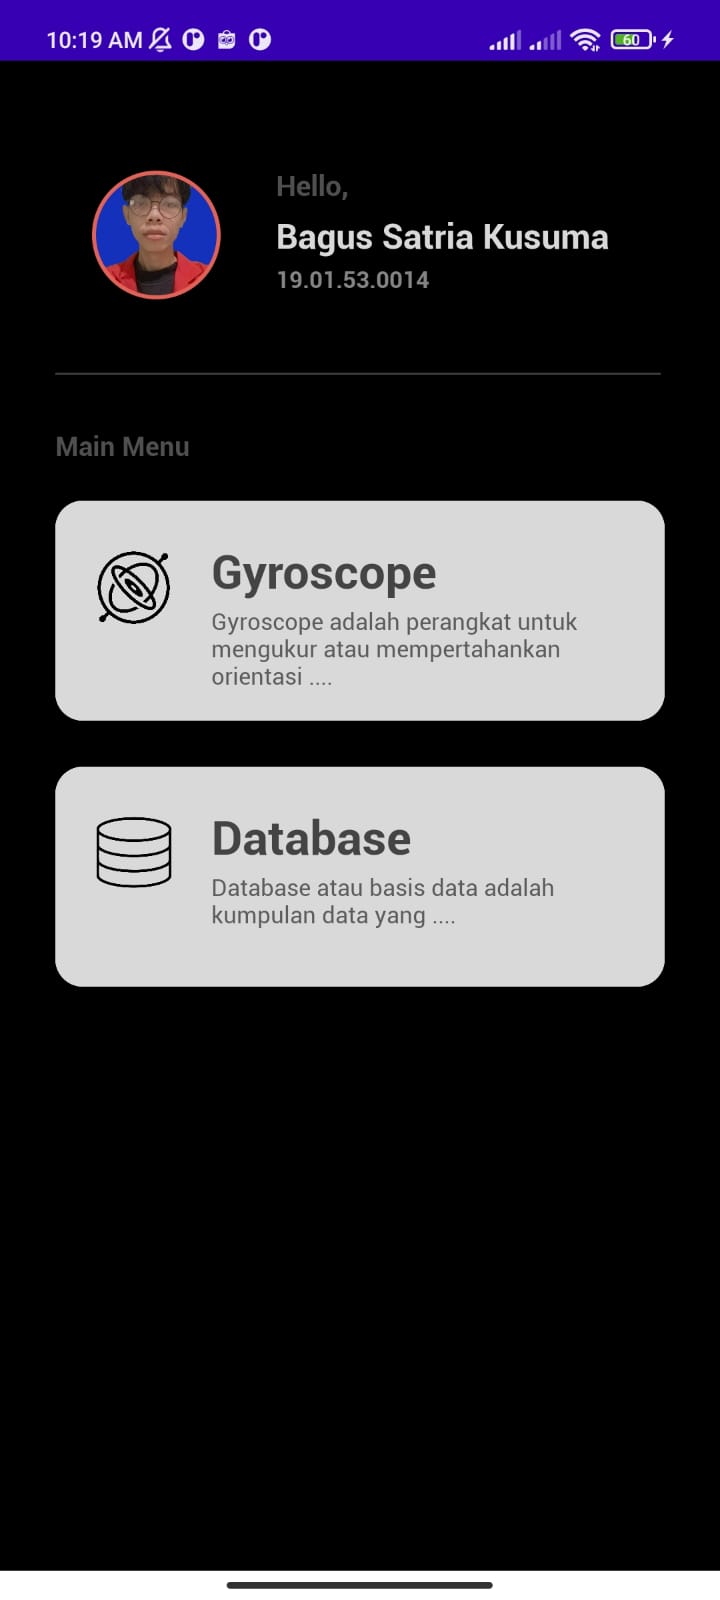 10:19 AM
60
Hello,
Bagus Satria Kusuma
19.01.53.0014
Main Menu
Gyroscope
Gyroscope adalah perangkat untuk
mengukur atau mempertahankan
orientasi ....
Database
Database atau basis data adalah
kumpulan data yang ....